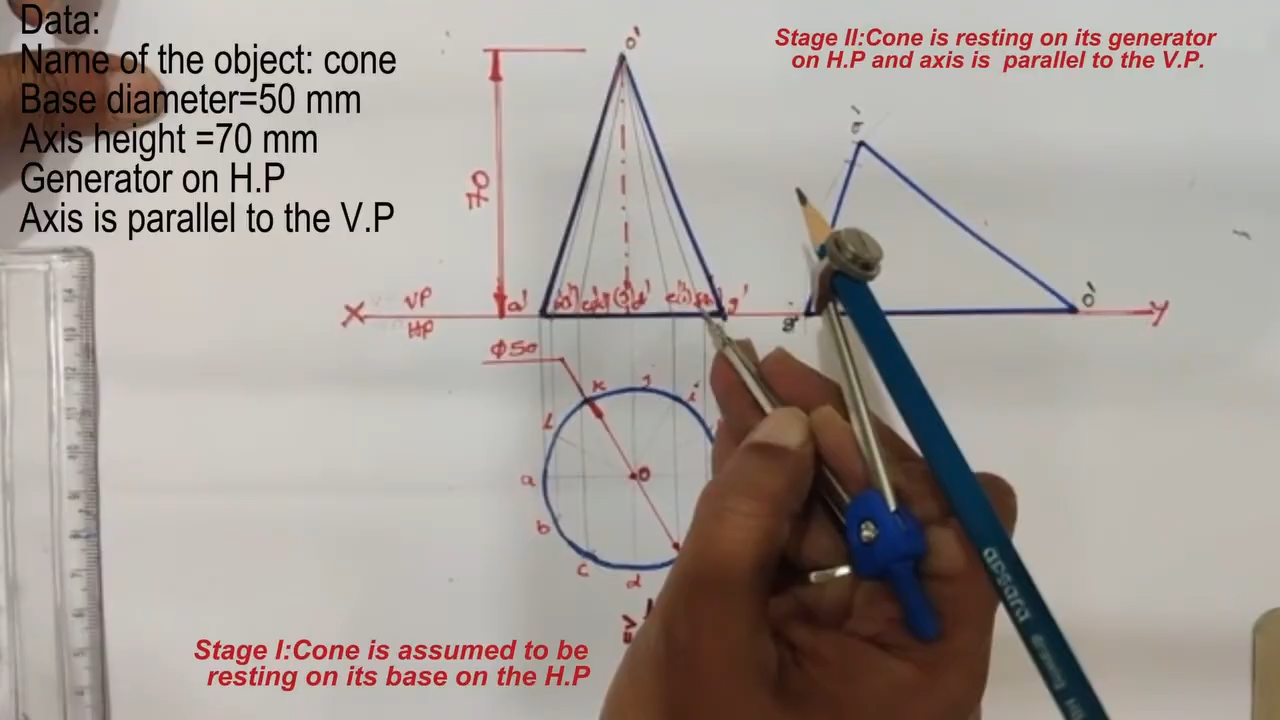 Data:
Name of the object: cone
Base diameter=50 mm
Axis height =70 mm
Generator on H.P
Axis is parallel to the V.P
Stage II:Cone is resting on its generator
on H.P and axis is  parallel to the V.P.
o'
a'
70
X
VP
HP
a'
d'
g'
g'
o'
Y
Φ50
k
j
i
l
a
o
b
c
d
apsara
Stage I:Cone is assumed to be
resting on its base on the H.P